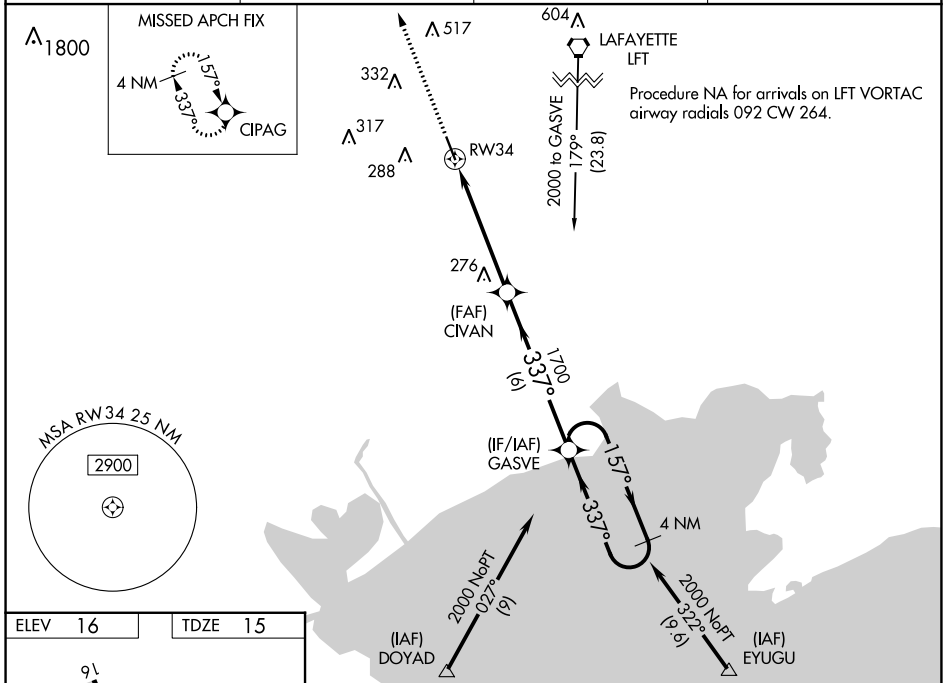 MISSED APCH FIX
4 NM
157°
337°
CIPAG
1800
517
332
317
288
RW34
604
LAFAYETTE
LFT
Procedure NA for arrivals on LFT VORTAC
airway radials 092 CW 264.
2000 to GASVE
179°
(23.8)
276
(FAF)
CIVAN
1700
337°
(6)
MSA RW34 25 NM
2900
(IF/IAF)
GASVE
157°
337°
4 NM
2000 NoPT
027°
(9)
2000 NoPT
322°
(9.6)
(IAF)
DOYAD
(IAF)
EYUGU
ELEV 16
TDZE 15
16